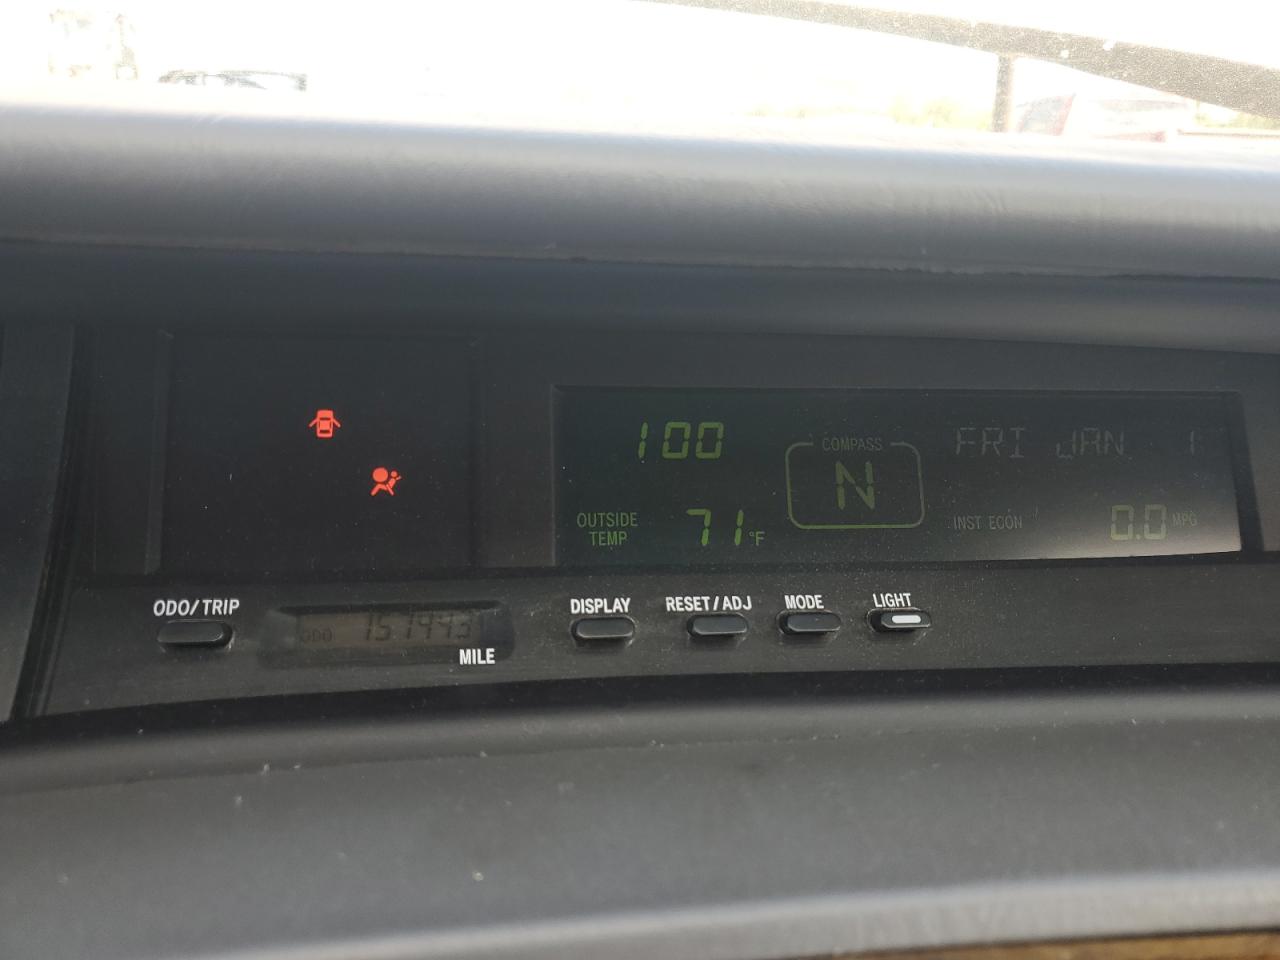 100
COMPASS
N
FRI JAN 1
OUTSIDE
TEMP
71°F
INST ECON
0.0 MPG
ODO/TRIP
ODO
MILE
DISPLAY
RESET/ADJ
MODE
LIGHT